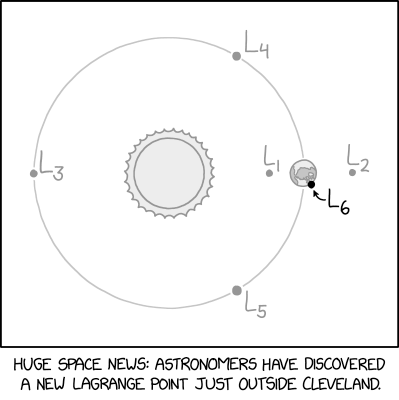 L4
L3
L1
L2
L6
L5
HUGE SPACE NEWS: ASTRONOMERS HAVE DISCOVERED
A NEW LAGRANGE POINT JUST OUTSIDE CLEVELAND.